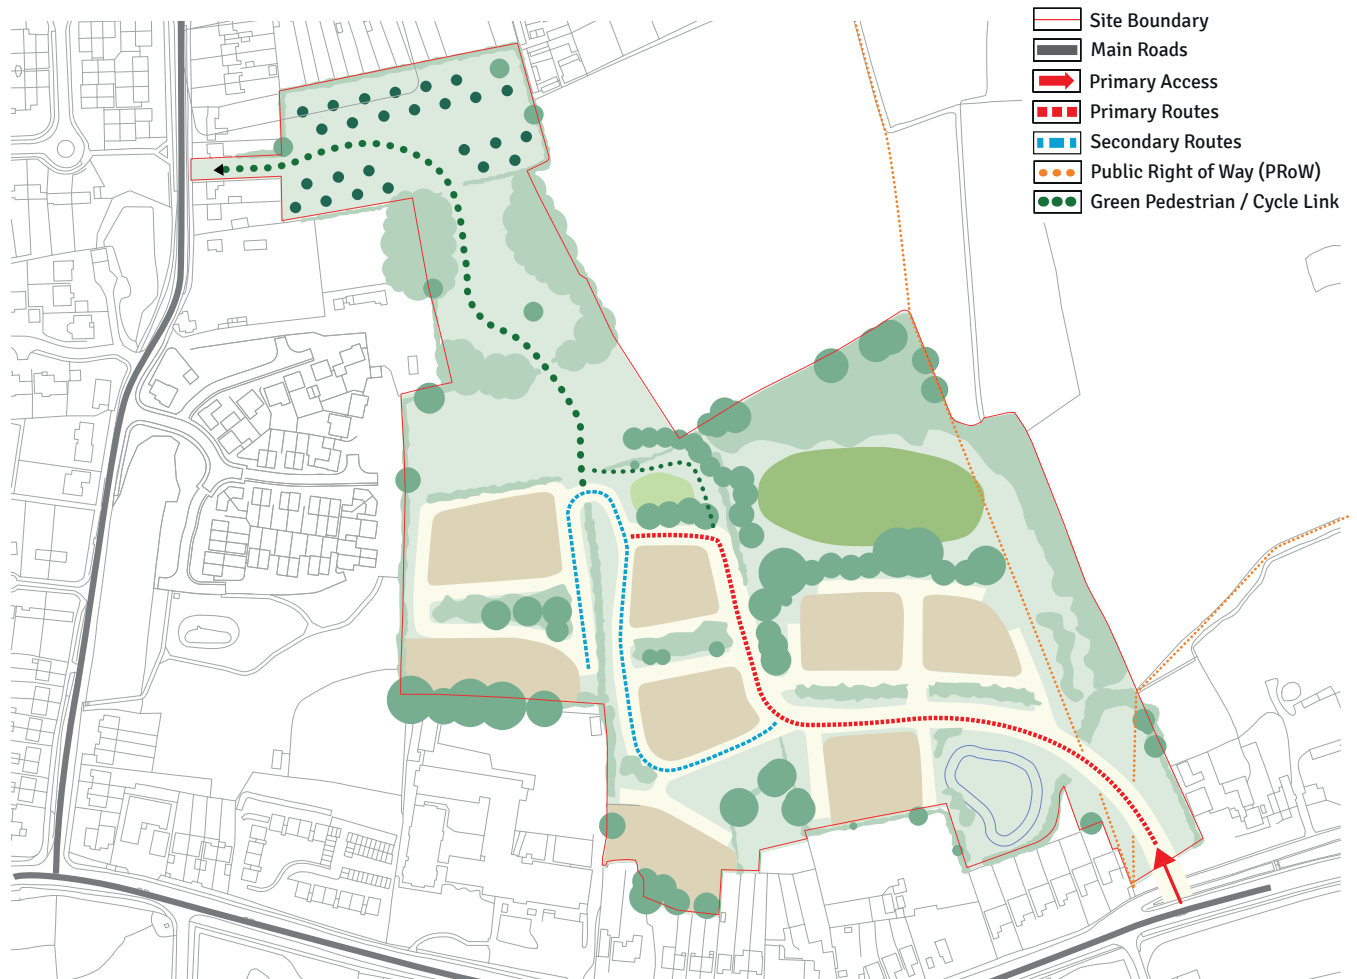 Site Boundary
Main Roads
Primary Access
Primary Routes
Secondary Routes
Public Right of Way (PRoW)
Green Pedestrian / Cycle Link